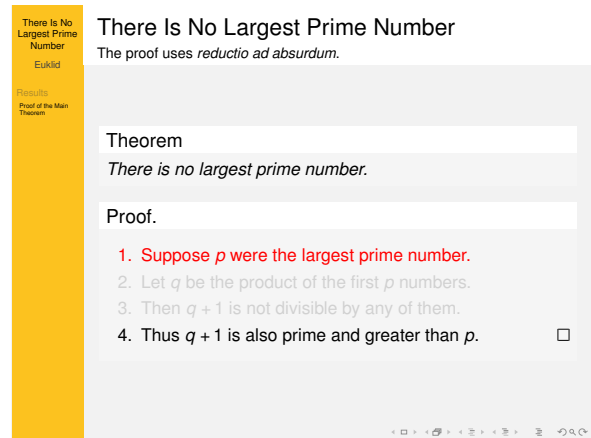 There Is No
Largest Prime
Number
Euklid
Results
Proof of the Main
Theorem
There Is No Largest Prime Number
The proof uses reductio ad absurdum.
Theorem
There is no largest prime number.
Proof.
1. Suppose p were the largest prime number.
2. Let q be the product of the first p numbers.
3. Then q + 1 is not divisible by any of them.
4. Thus q + 1 is also prime and greater than p. □